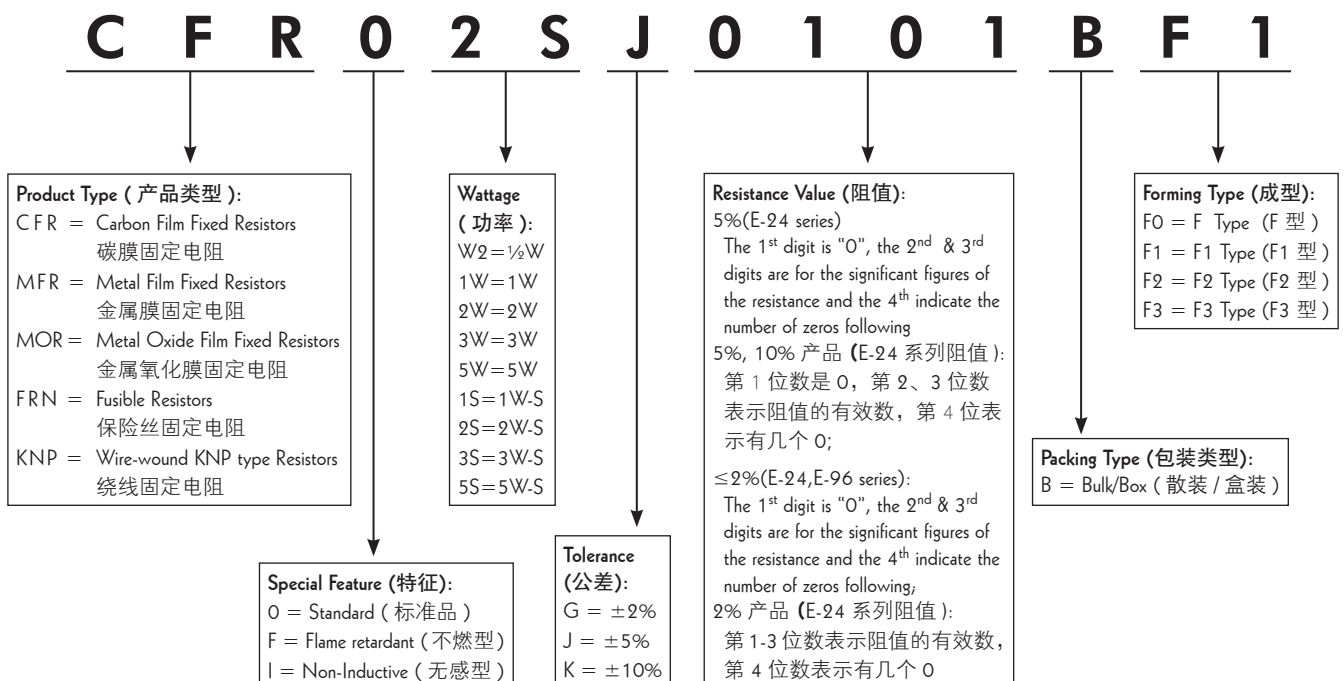 C F R 0 2 S J 0 1 0 1 B F 1
Product Type ( 产品类型 ):
CFR = Carbon Film Fixed Resistors
碳膜固定电阻
MFR = Metal Film Fixed Resistors
金属膜固定电阻
MOR = Metal Oxide Film Fixed Resistors
金属氧化膜固定电阻
FRN = Fusible Resistors
保险丝固定电阻
KNP = Wire-wound KNP type Resistors
绕线固定电阻
Special Feature (特征):
0 = Standard ( 标准品 )
F = Flame retardant ( 不燃型 )
I = Non-Inductive ( 无感型 )
Wattage
( 功率 ):
W2=½W
1W=1W
2W=2W
3W=3W
5W=5W
1S=1W-S
2S=2W-S
3S=3W-S
5S=5W-S
Tolerance
(公差):
G = ±2%
J = ±5%
K = ±10%
Resistance Value (阻值):
5%(E-24 series)
The 1st digit is “0”, the 2nd & 3rd
digits are for the significant figures of
the resistance and the 4th indicate the
number of zeros following
5%, 10% 产品 (E-24 系列阻值 ):
第 1 位数是 0，第 2、3 位数
表示阻值的有效数，第 4 位表
示有几个 0;
≤2%(E-24,E-96 series):
The 1st digit is “0”, the 2nd & 3rd
digits are for the significant figures of
the resistance and the 4th indicate the
number of zeros following;
2% 产品 (E-24 系列阻值 ):
第 1-3 位数表示阻值的有效数，
第 4 位数表示有几个 0
Packing Type (包装类型):
B = Bulk/Box ( 散装 / 盒装 )
Forming Type (成型):
F0 = F Type (F 型 )
F1 = F1 Type (F1 型 )
F2 = F2 Type (F2 型 )
F3 = F3 Type (F3 型 )